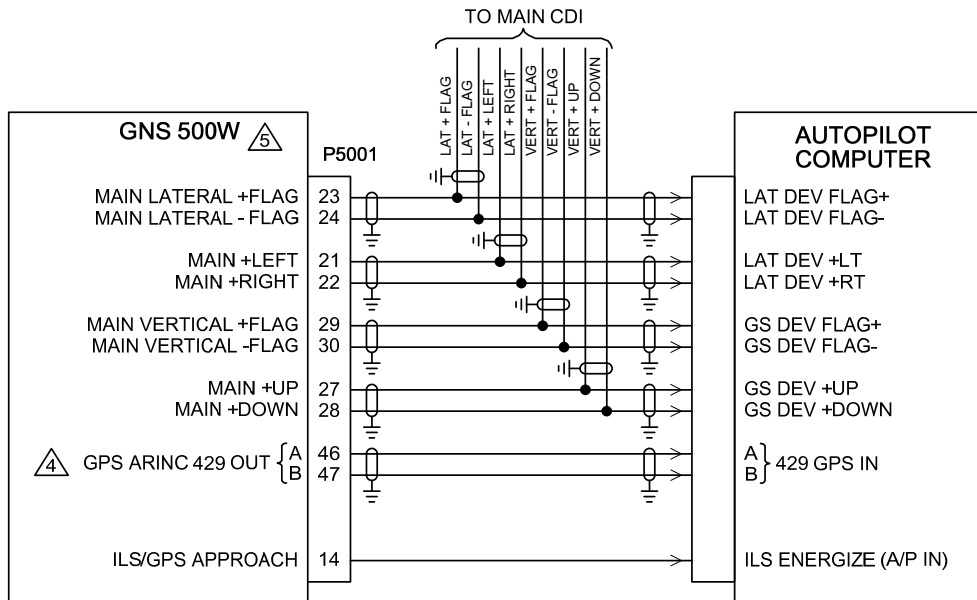 TO MAIN CDI
LAT + FLAG
LAT - FLAG
LAT + LEFT
LAT + RIGHT
VERT + FLAG
VERT - FLAG
VERT + UP
VERT + DOWN
GNS 500W 5
P5001
AUTOPILOT
COMPUTER
MAIN LATERAL +FLAG 23 LAT DEV FLAG+
MAIN LATERAL - FLAG 24 LAT DEV FLAG-
MAIN +LEFT 21 LAT DEV +LT
MAIN +RIGHT 22 LAT DEV +RT
MAIN VERTICAL +FLAG 29 GS DEV FLAG+
MAIN VERTICAL -FLAG 30 GS DEV FLAG-
MAIN +UP 27 GS DEV +UP
MAIN +DOWN 28 GS DEV +DOWN
4 GPS ARINC 429 OUT
A 46 A
B 47 B
429 GPS IN
ILS/GPS APPROACH 14 ILS ENERGIZE (A/P IN)